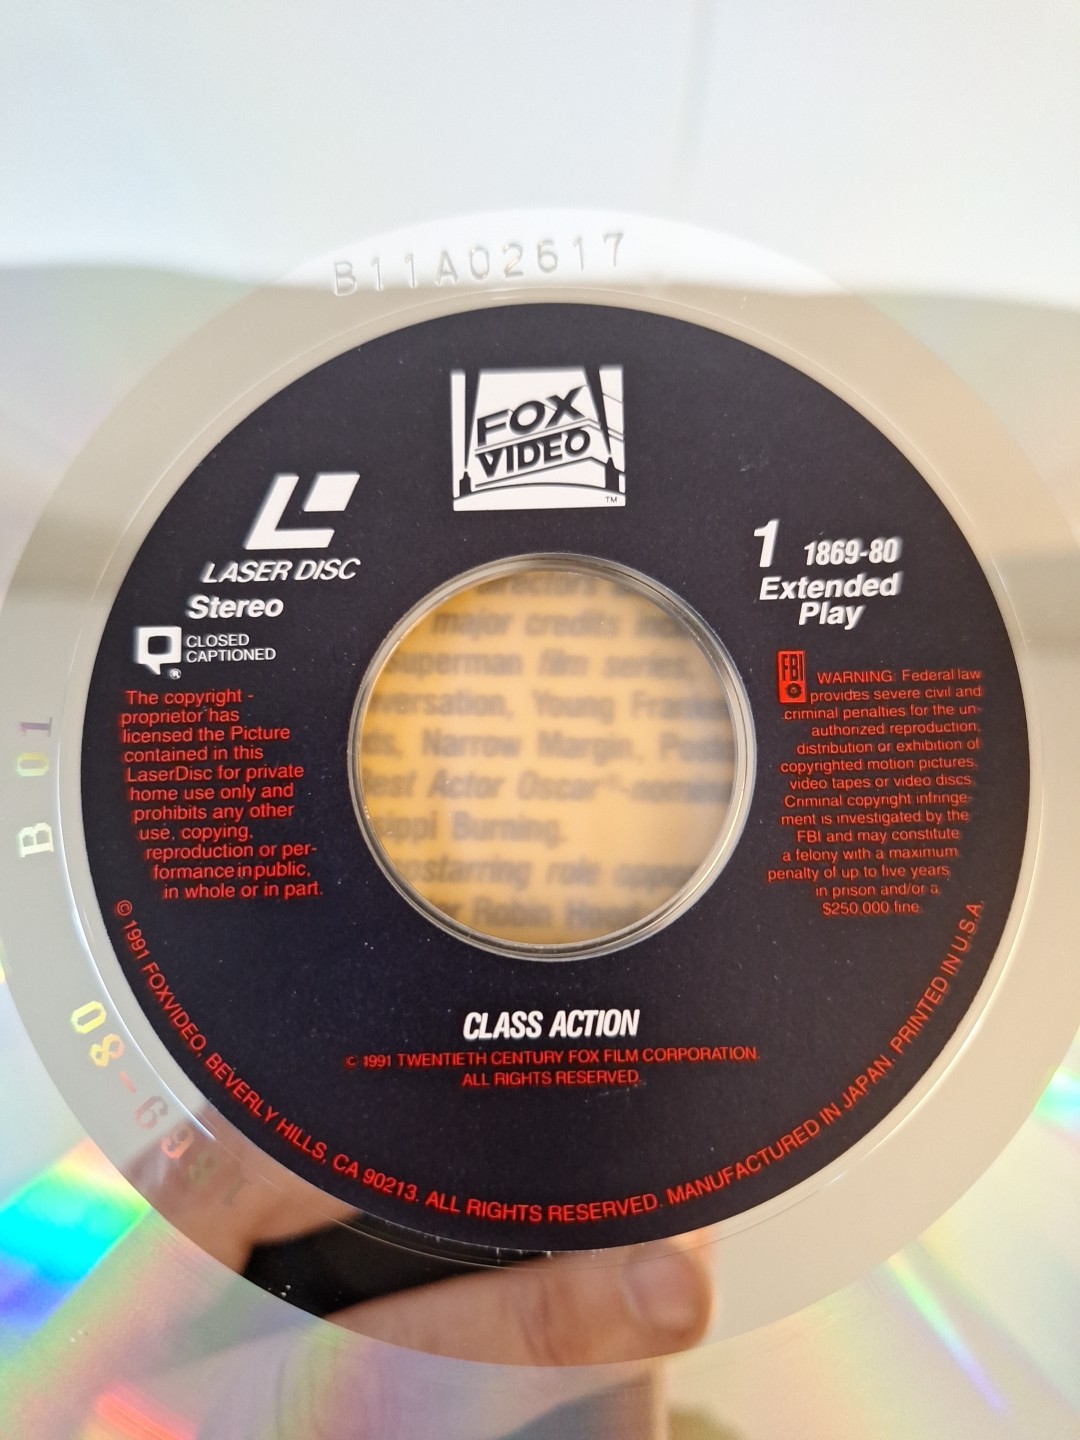 B11A02617
FOX
VIDEO
TM
LASER DISC
Stereo
CLOSED
CAPTIONED
®
The copyright -
proprietor has
licensed the Picture
contained in this
LaserDisc for private
home use only and
prohibits any other
use, copying,
reproduction or per-
formance in public,
in whole or in part.
1 1869-80
Extended
Play
FBI
WARNING: Federal law
provides severe civil and
criminal penalties for the un-
authorized reproduction,
distribution or exhibition of
copyrighted motion pictures,
video tapes or video discs.
Criminal copyright infringe-
ment is investigated by the
FBI and may constitute
a felony with a maximum
penalty of up to five years
in prison and/or a
$250,000 fine.
major credits
Superman film series,
Young
Narrow Margin,
Best Actor Oscar
Burning.
role
Robin
CLASS ACTION
© 1991 TWENTIETH CENTURY FOX FILM CORPORATION.
ALL RIGHTS RESERVED.
© 1991 FOXVIDEO, BEVERLY HILLS, CA 90213. ALL RIGHTS RESERVED. MANUFACTURED IN JAPAN. PRINTED IN U.S.A.
1869-80
B 01